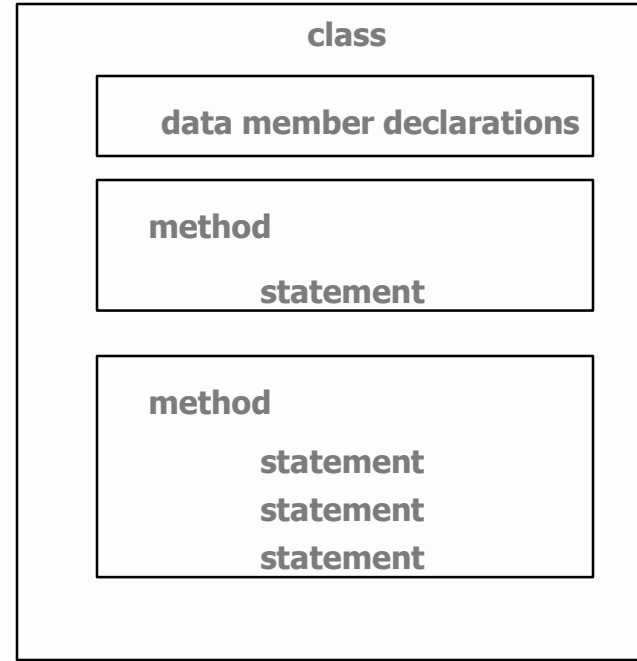 class
data member declarations
method
statement
method
statement
statement
statement